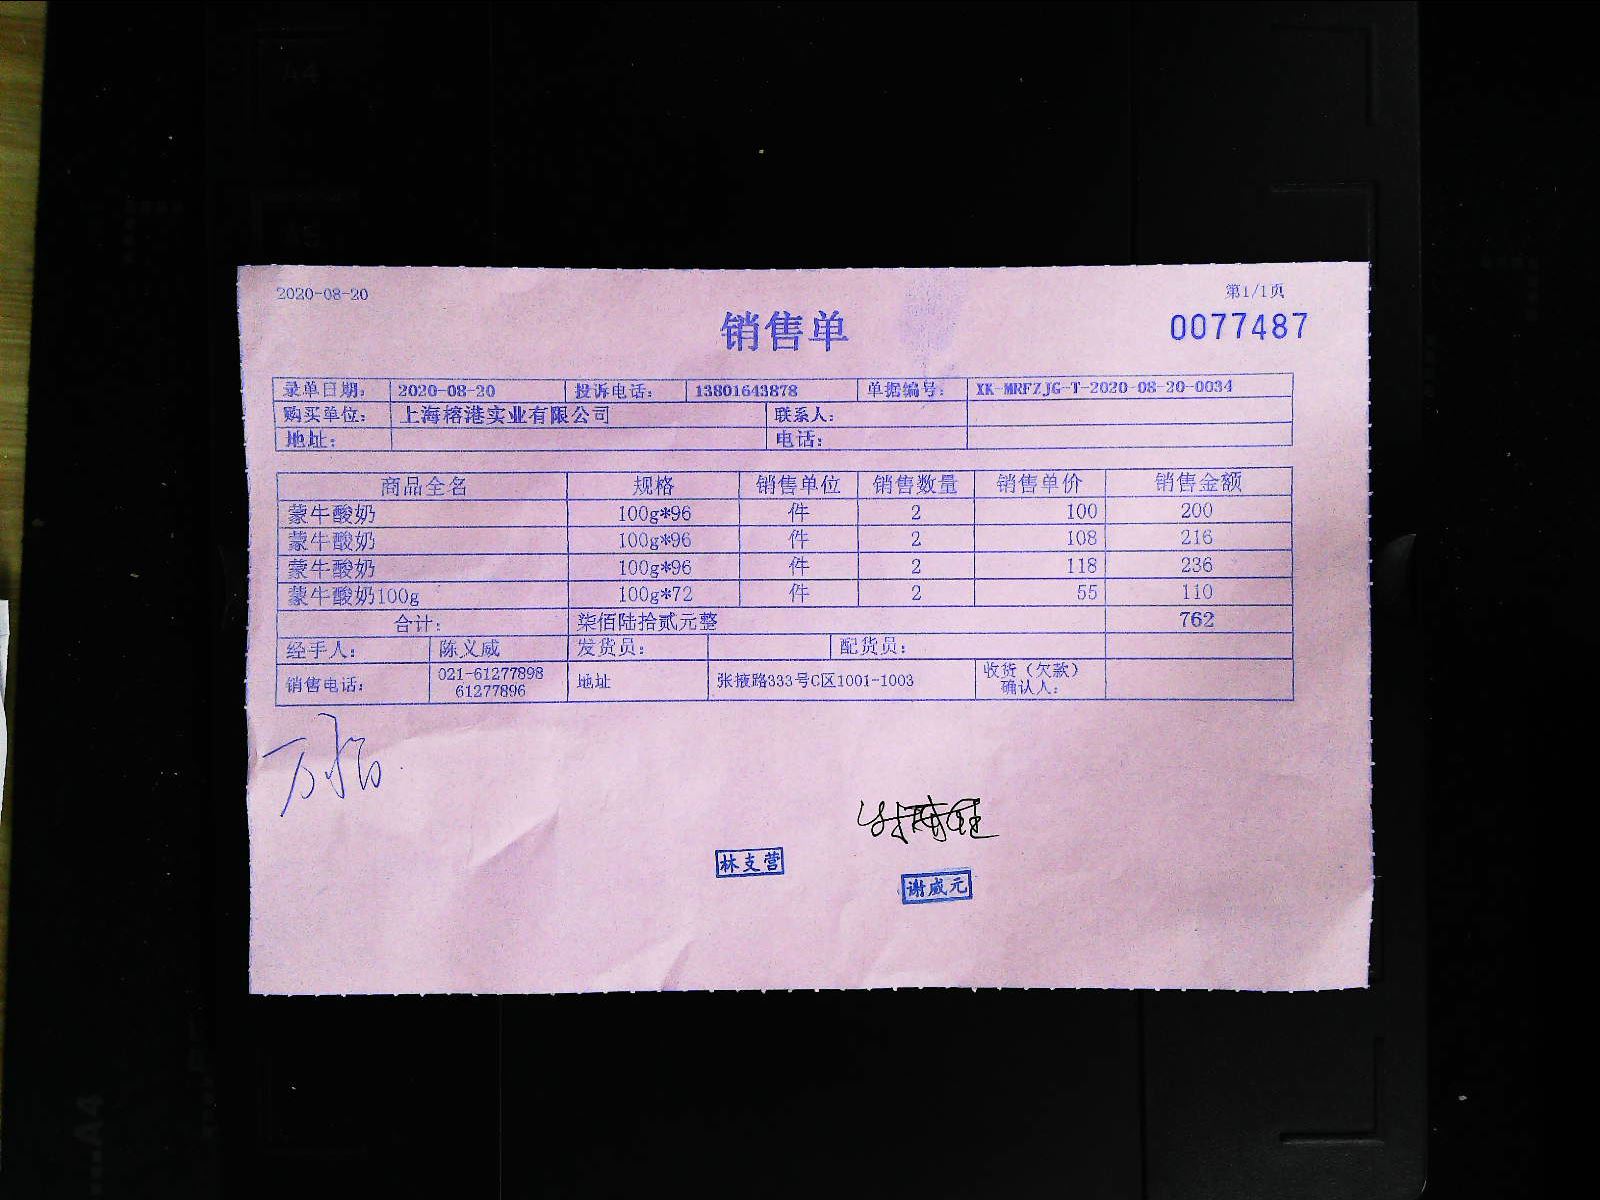 2020-08-20 第1/1页
销售单 0077487
录单日期: 2020-08-20 投诉电话: 13801643878 单据编号: XK-MRFZJG-T-2020-08-20-0034
购买单位: 上海榕港实业有限公司 联系人:
地址: 电话:
商品全名 规格 销售单位 销售数量 销售单价 销售金额
蒙牛酸奶 100g*96 件 2 100 200
蒙牛酸奶 100g*96 件 2 108 216
蒙牛酸奶 100g*96 件 2 118 236
蒙牛酸奶100g 100g*72 件 2 55 110
合计: 柒佰陆拾贰元整 762
经手人: 陈义威 发货员: 配货员:
销售电话: 021-61277898 地址 张掖路333号C区1001-1003 收货（欠款）
61277896 确认人:
林支营
谢威元
A4